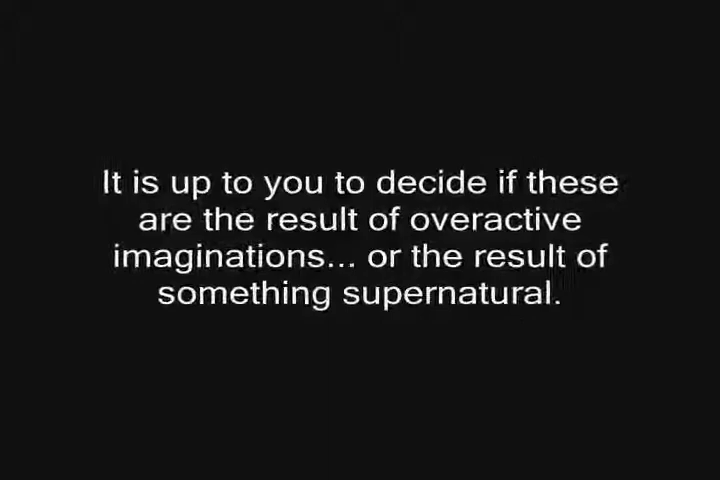 It is up to you to decide if these
are the result of overactive
imaginations... or the result of
something supernatural.